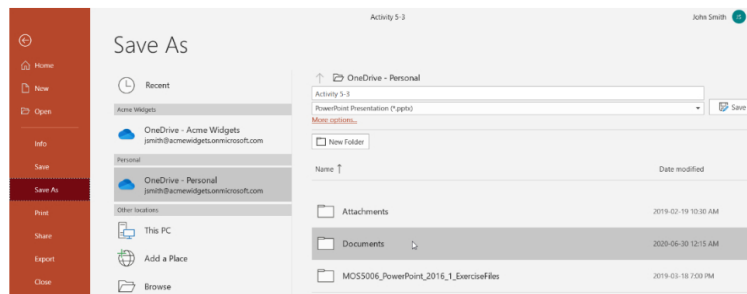 Activity 5-3
John Smith
JS
Save As
Home
New
Open
Info
Save
Save As
Print
Share
Export
Close
Recent
Acme Widgets
OneDrive - Acme Widgets
jsmith@acmewidgets.onmicrosoft.com
Personal
OneDrive - Personal
jsmith@acmewidgets.onmicrosoft.com
Other locations
This PC
Add a Place
Browse
OneDrive - Personal
Activity 5-3
PowerPoint Presentation (*.pptx)
Save
More options...
New Folder
Name ↑ Date modified
Attachments 2019-02-19 10:30 AM
Documents 2020-06-30 12:15 AM
MOS5006_PowerPoint_2016_1_ExerciseFiles 2019-03-18 7:00 PM